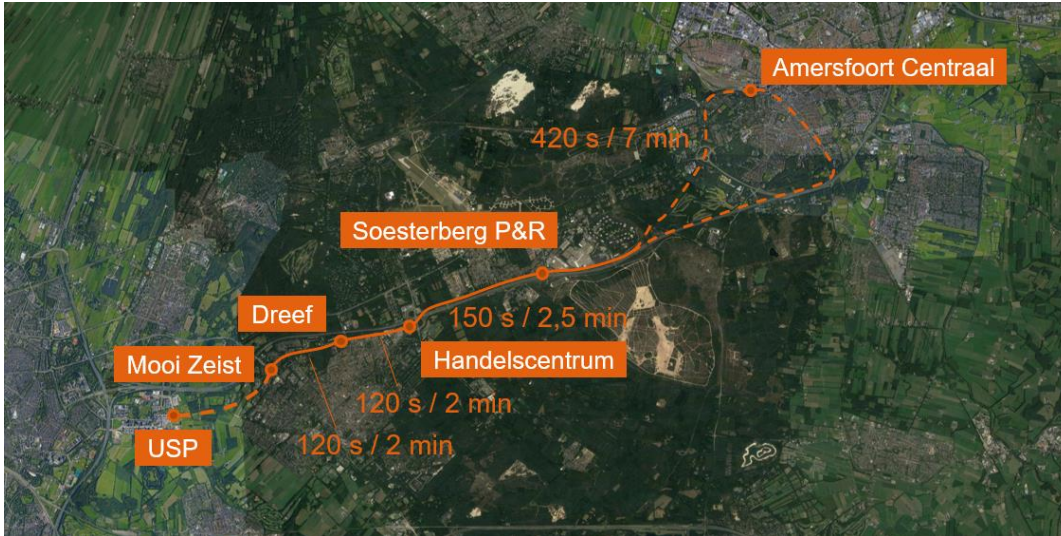 Amersfoort Centraal
420 s / 7 min
Soesterberg P&R
Dreef
150 s / 2,5 min
Mooi Zeist
Handelscentrum
120 s / 2 min
120 s / 2 min
USP